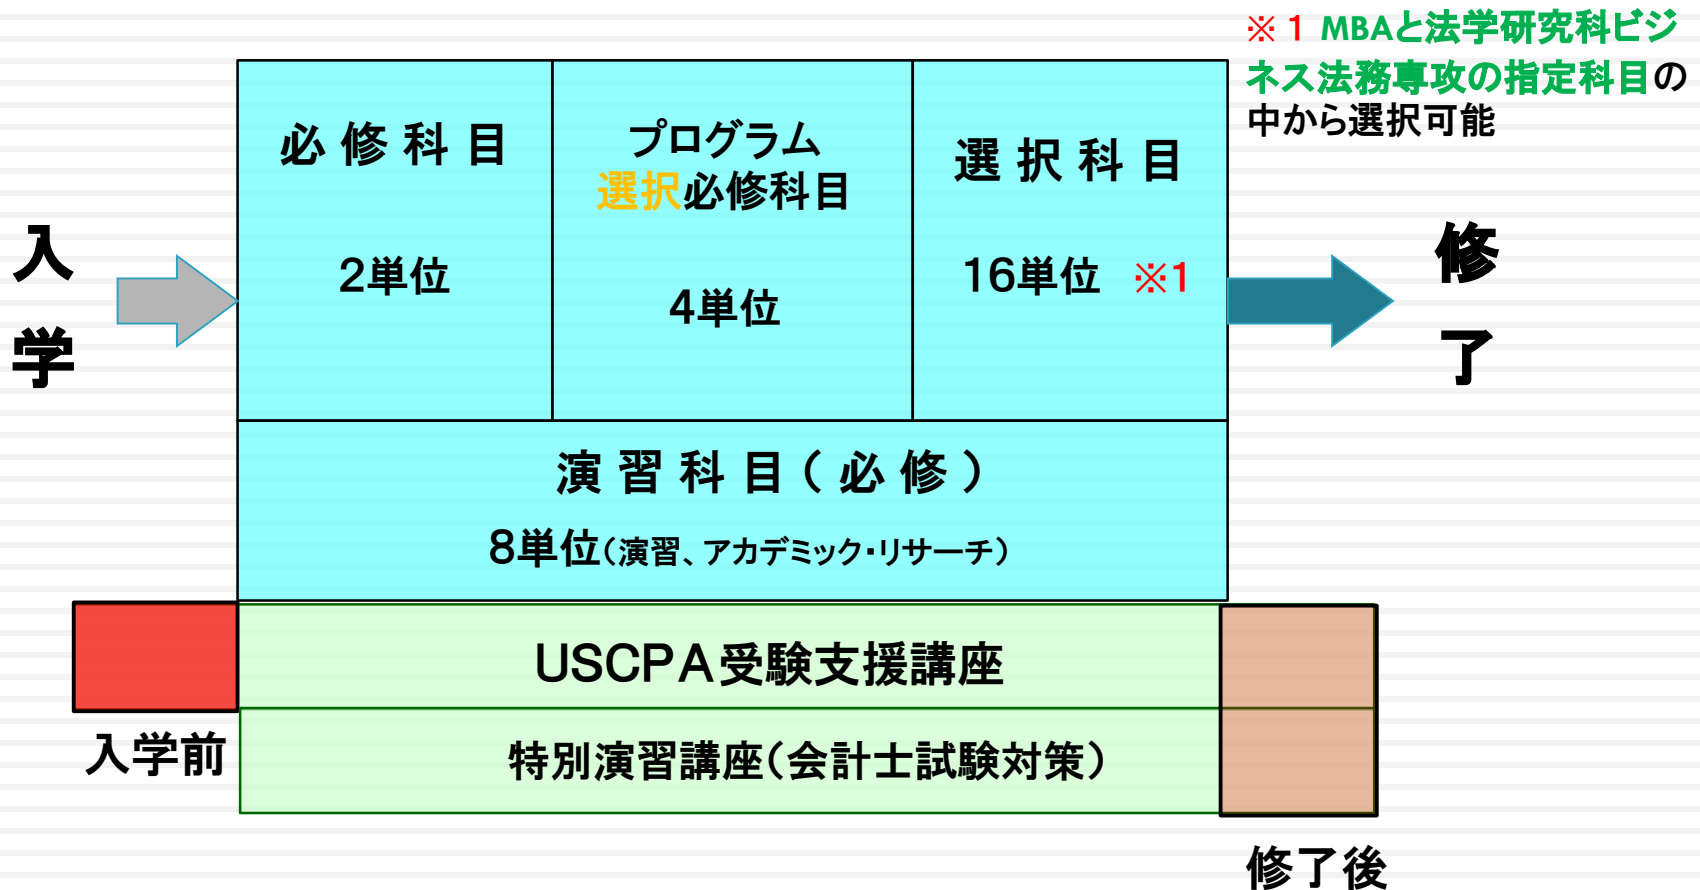 ※１ MBAと法学研究科ビジ
ネス法務専攻の指定科目の
中から選択可能
必修科目
プログラム
選択必修科目
選択科目
入
学
2単位
4単位
16単位 ※1
修
了
演習科目（必修）
8単位（演習、アカデミック・リサーチ）
USCPA受験支援講座
入学前
特別演習講座（会計士試験対策）
修了後